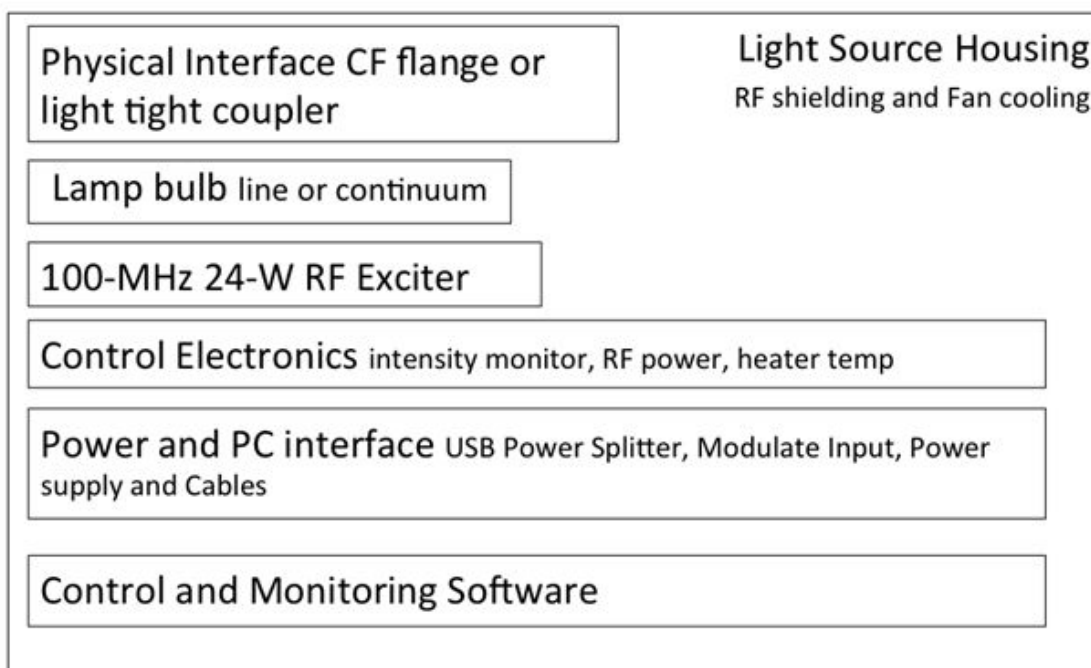 Physical Interface CF flange or
light tight coupler
Light Source Housing
RF shielding and Fan cooling
Lamp bulb line or continuum
100-MHz 24-W RF Exciter
Control Electronics intensity monitor, RF power, heater temp
Power and PC interface USB Power Splitter, Modulate Input, Power
supply and Cables
Control and Monitoring Software